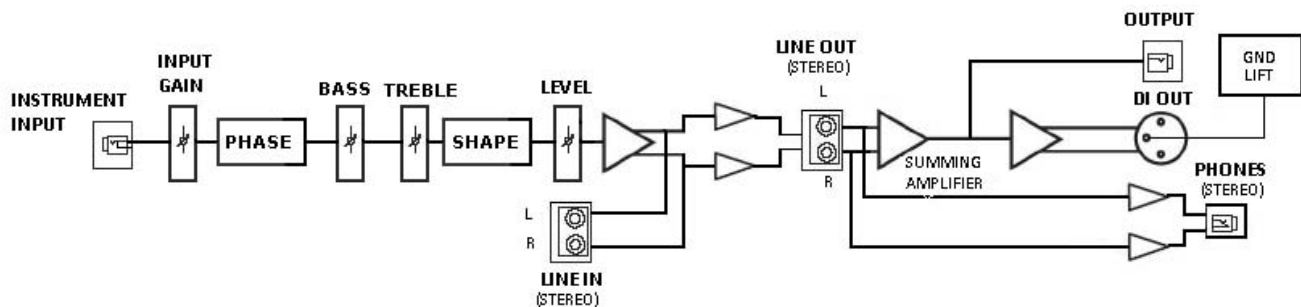 OUTPUT
GND
LIFT
LINE OUT
(STEREO)
L
R
INPUT
GAIN
INSTRUMENT
INPUT
PHASE
BASS
TREBLE
SHAPE
LEVEL
L
R
LINE IN
(STEREO)
SUMMING
AMPLIFIER
DI OUT
PHONES
(STEREO)